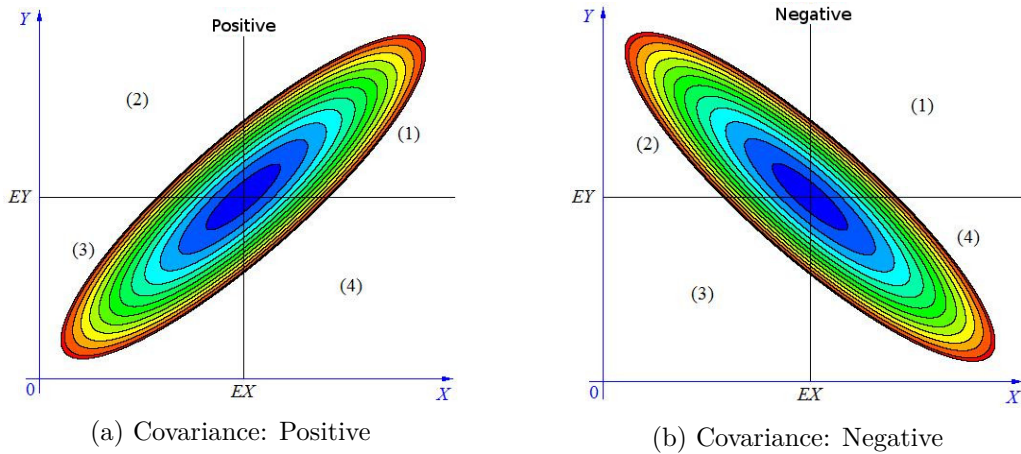 Y
Positive
(2)
(1)
EY
(3)
(4)
0
EX
X
(a) Covariance: Positive
Y
Negative
(1)
(2)
EY
(4)
(3)
0
EX
X
(b) Covariance: Negative